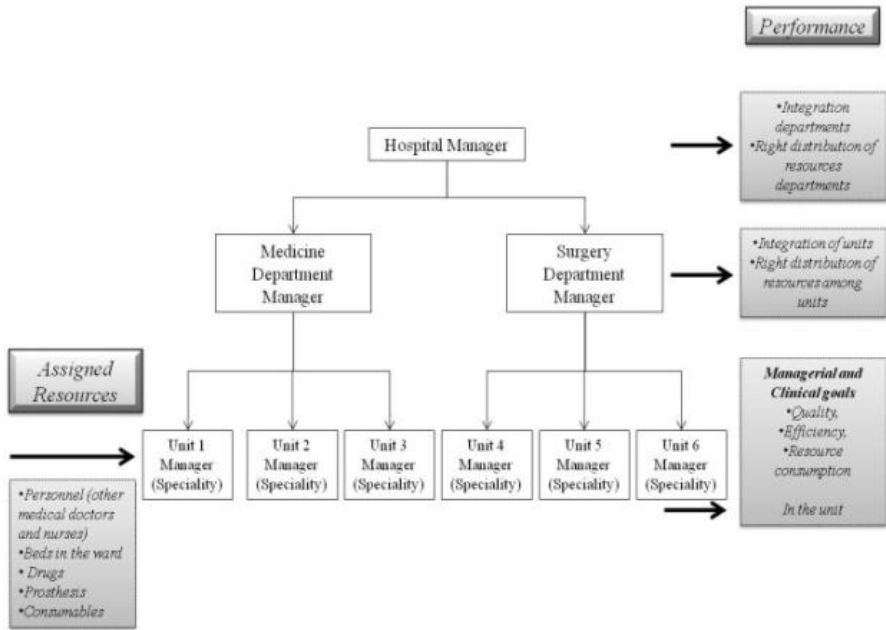 Performance
•Integration
departments
•Right distribution of
resources
departments
Hospital Manager
Medicine
Department
Manager
Surgery
Department
Manager
•Integration of units
•Right distribution of
resources among
units
Assigned
Resources
Unit 1
Manager
(Speciality)
Unit 2
Manager
(Speciality)
Unit 3
Manager
(Speciality)
Unit 4
Manager
(Speciality)
Unit 5
Manager
(Speciality)
Unit 6
Manager
(Speciality)
Managerial and
Clinical goals
•Quality,
•Efficiency,
•Resource
consumption
In the unit
•Personnel (other
medical doctors
and nurses)
•Beds in the ward
• Drugs
•Prosthesis
•Consumables